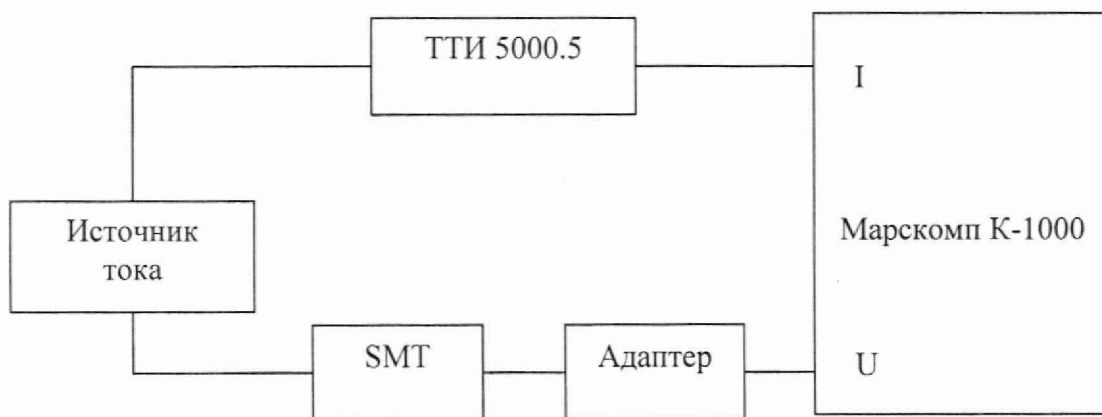 ТТИ 5000.5
I
Источник
тока
Марскомп К-1000
SMT
Адаптер
U